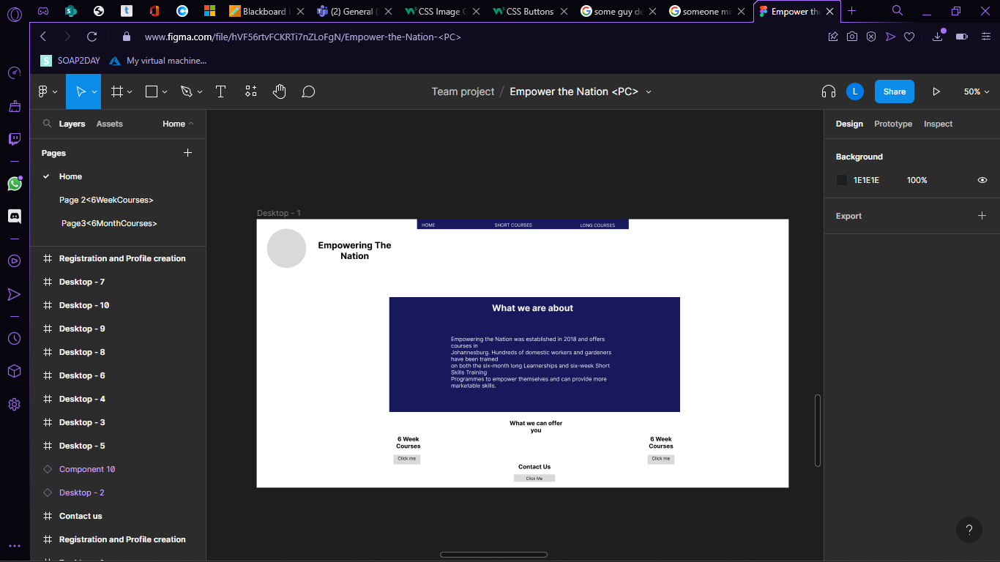 Blackboard L
(2) General (
CSS Image G
CSS Buttons
some guy de
someone mi
Empower the
www.figma.com/file/hVF56rtvFCKRTi7nZLoFgN/Empower-the-Nation-<PC>
SOAP2DAY
My virtual machine...
Team project / Empower the Nation <PC>
L
Share
50%
Layers
Assets
Home
Design
Prototype
Inspect
Pages
Home
Page 2<6WeekCourses>
Page3<6MonthCourses>
Registration and Profile creation
Desktop - 7
Desktop - 10
Desktop - 9
Desktop - 8
Desktop - 6
Desktop - 4
Desktop - 3
Desktop - 5
Component 10
Desktop - 2
Contact us
Registration and Profile creation
Desktop - 1
HOME
SHORT COURSES
LONG COURSES
Empowering The
Nation
What we are about
Empowering the Nation was established in 2018 and offers
courses in
Johannesburg. Hundreds of domestic workers and gardeners
have been trained
on both the six-month long Learnerships and six-week Short
Skills Training
Programmes to empower themselves and can provide more
marketable skills.
What we can offer
you
6 Week
Courses
Click me
6 Week
Courses
Click me
Contact Us
Click Me
Background
1E1E1E
100%
Export
?